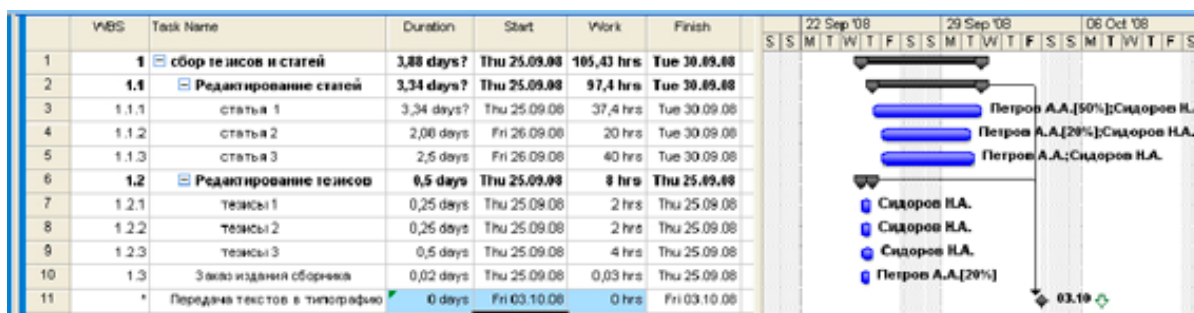 WBS Task Name Duration Start Work Finish 22 Sep '08 29 Sep '08 06 Oct '08
S S M T W T F S S M T W T F S S M T W T F S
1 1 сбор тезисов и статей 3,88 days? Thu 25.09.08 105,43 hrs Tue 30.09.08
2 1.1 Редактирование статей 3,34 days? Thu 25.09.08 97,4 hrs Tue 30.09.08
3 1.1.1 статья 1 3,34 days? Thu 25.09.08 37,4 hrs Tue 30.09.08 Петров А.А.[50%];Сидоров Н.
4 1.1.2 статья 2 2,08 days Fri 26.09.08 20 hrs Tue 30.09.08 Петров А.А.[20%];Сидоров Н.А.
5 1.1.3 статья 3 2,5 days Fri 26.09.08 40 hrs Tue 30.09.08 Петров А.А.;Сидоров Н.А.
6 1.2 Редактирование тезисов 0,5 days Thu 25.09.08 8 hrs Thu 25.09.08
7 1.2.1 тезисы 1 0,25 days Thu 25.09.08 2 hrs Thu 25.09.08 Сидоров Н.А.
8 1.2.2 тезисы 2 0,25 days Thu 25.09.08 2 hrs Thu 25.09.08 Сидоров Н.А.
9 1.2.3 тезисы 3 0,5 days Thu 25.09.08 4 hrs Thu 25.09.08 Сидоров Н.А.
10 1.3 Заказ издания сборника 0,02 days Thu 25.09.08 0,03 hrs Thu 25.09.08 Петров А.А.[20%]
11 * Передача текстов в типографию 0 days Fri 03.10.08 0 hrs Fri 03.10.08 03.10